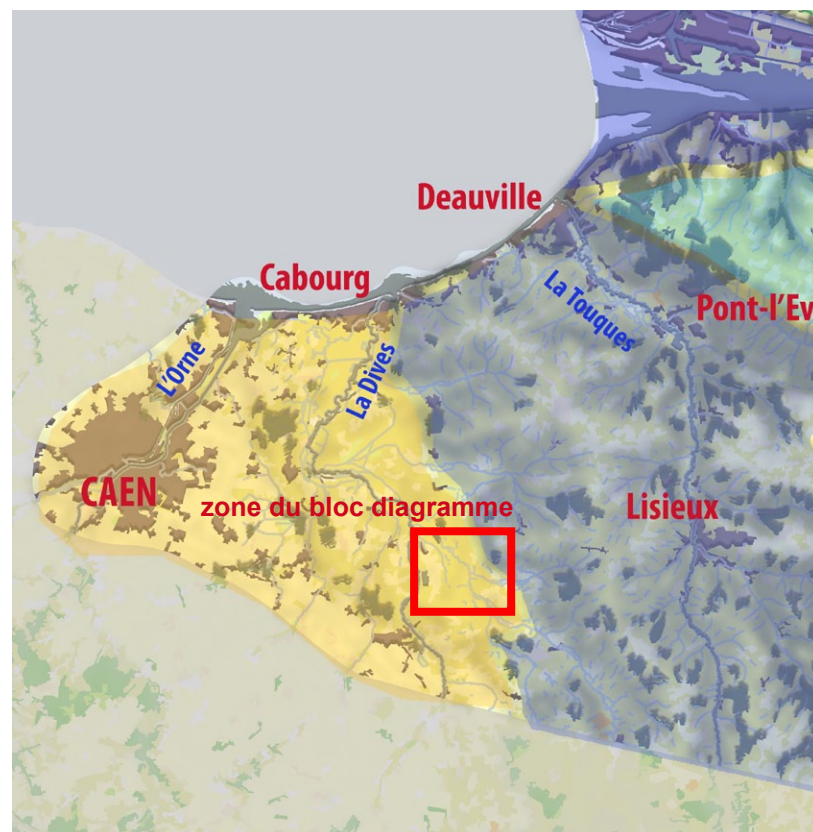 Deauville
Cabourg
La Touques
Pont-l'Ev
L'Orne
La Dives
CAEN
zone du bloc diagramme
Lisieux